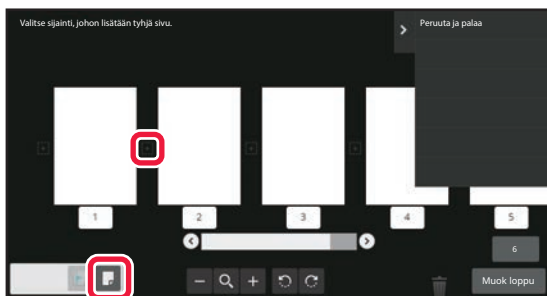 Valitse sijainti, johon lisätään tyhjä sivu.
Peruuta ja palaa
1 2 3 4 5
6
Muok loppu